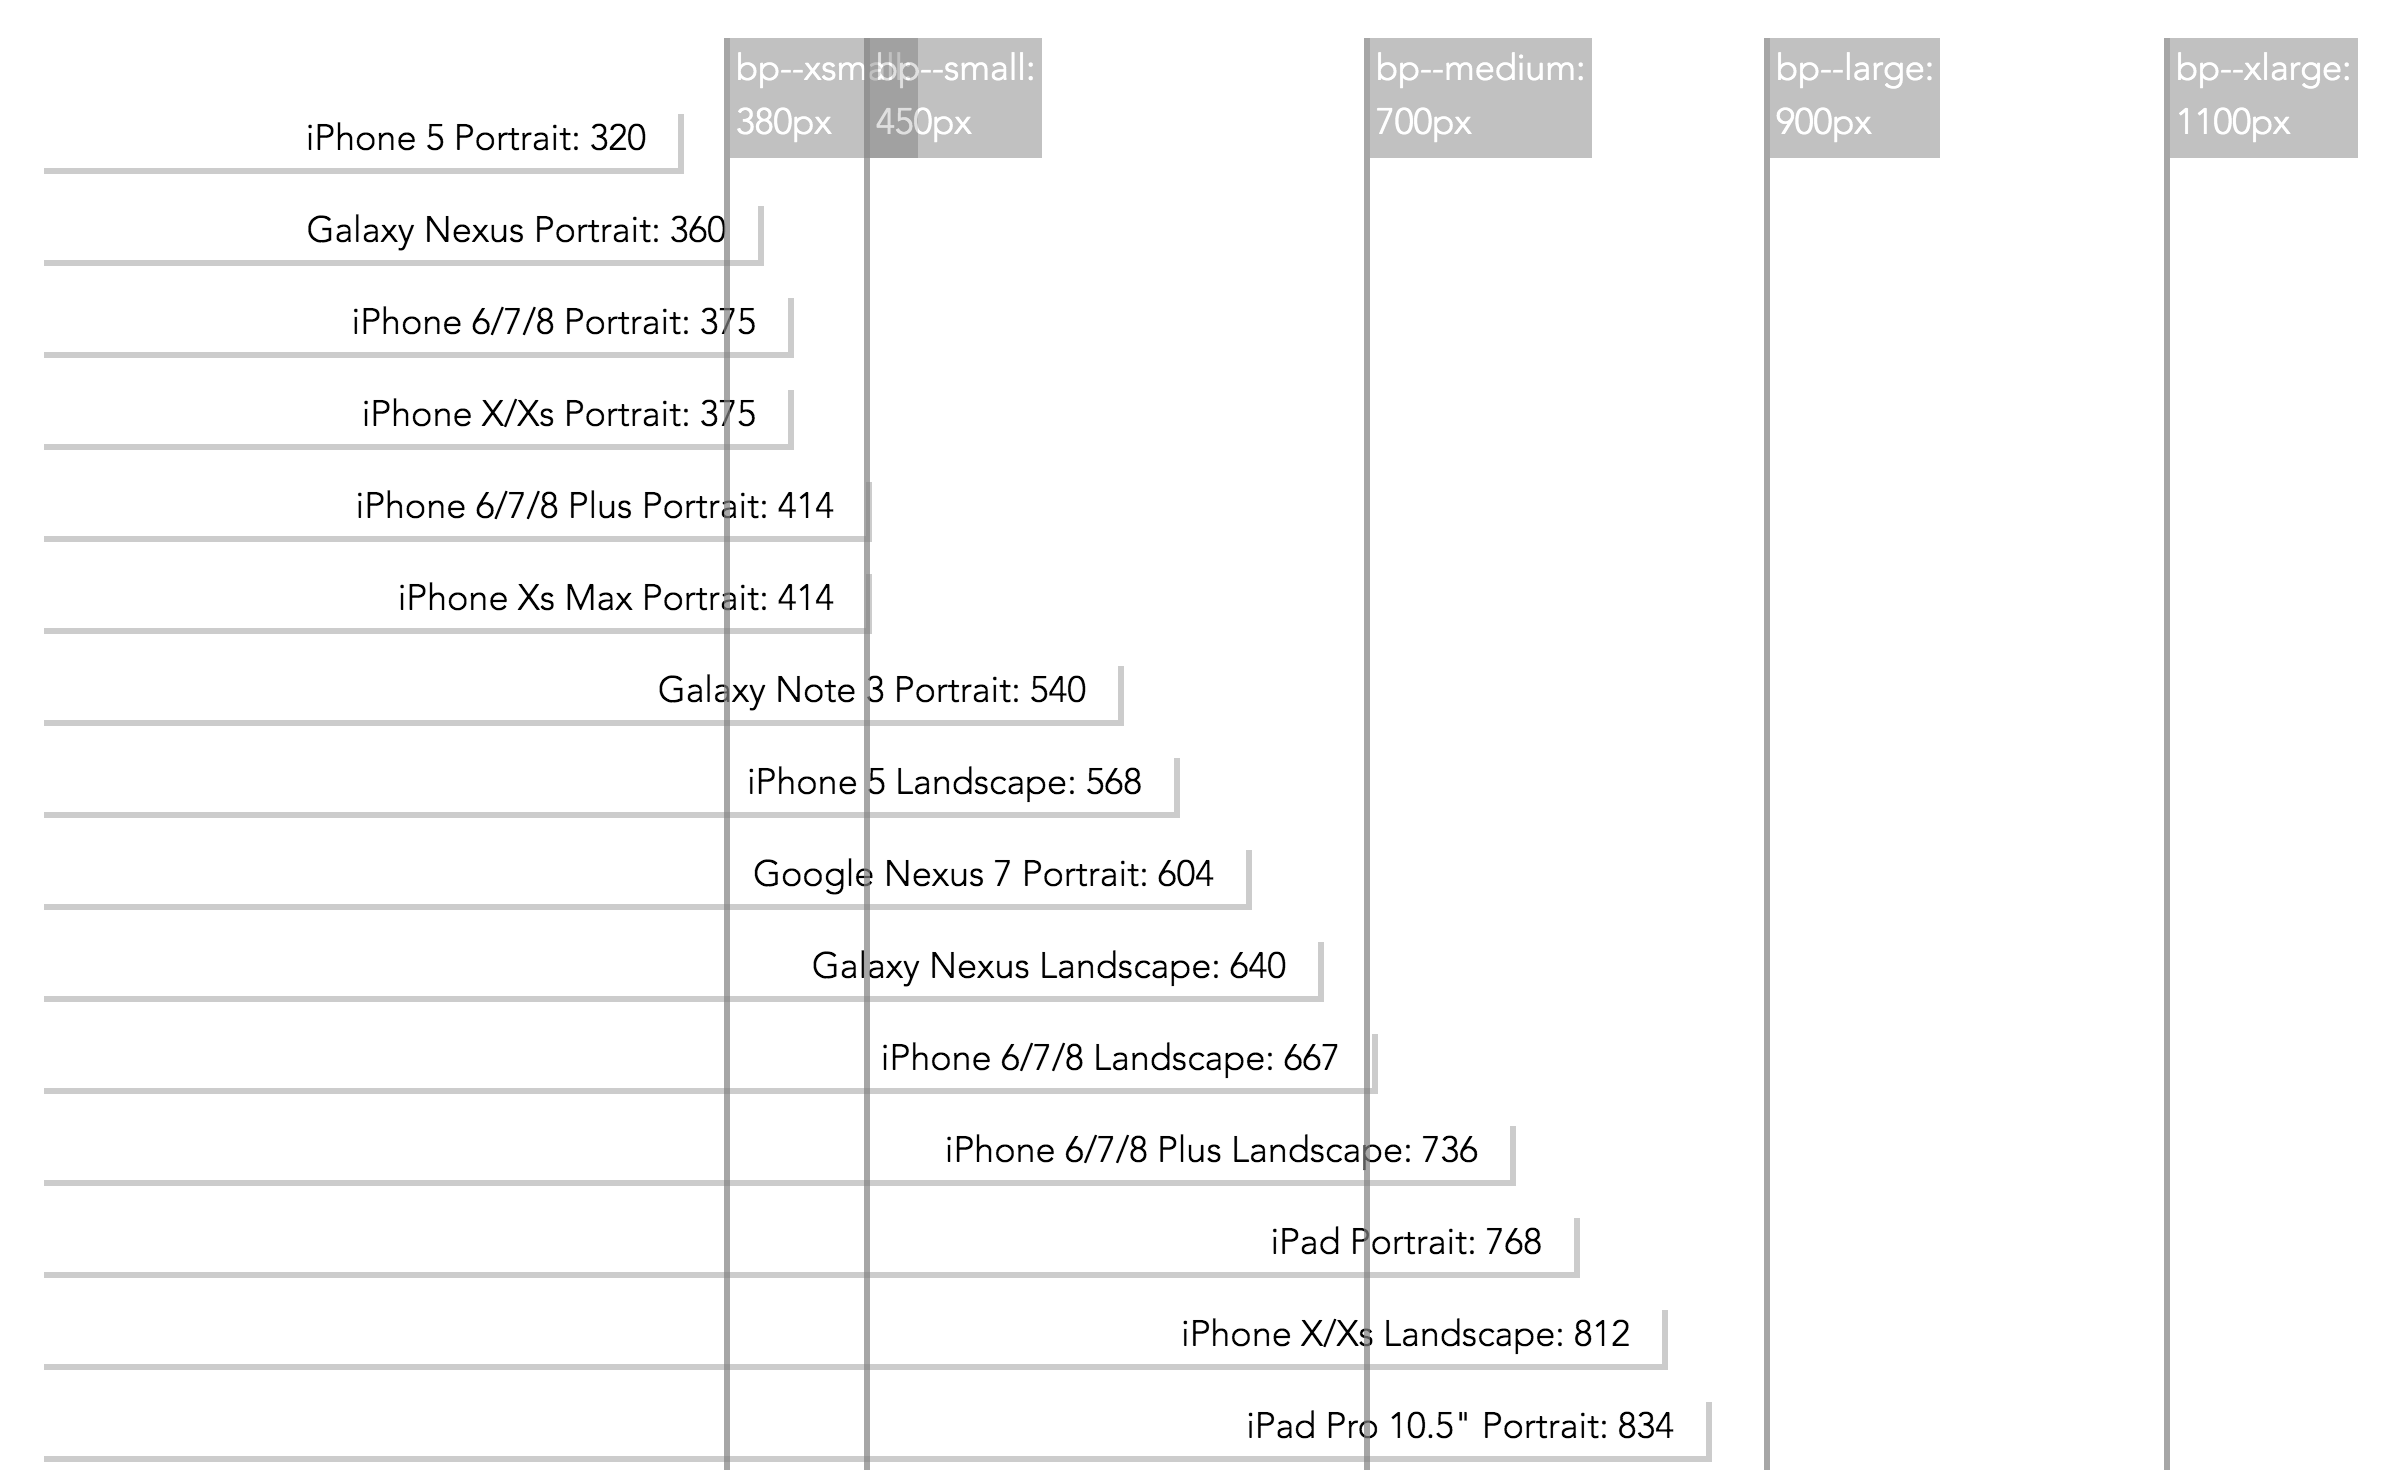 bp--xsmall:
380px
bp--small:
450px
bp--medium:
700px
bp--large:
900px
bp--xlarge:
1100px
iPhone 5 Portrait: 320
Galaxy Nexus Portrait: 360
iPhone 6/7/8 Portrait: 375
iPhone X/Xs Portrait: 375
iPhone 6/7/8 Plus Portrait: 414
iPhone Xs Max Portrait: 414
Galaxy Note 3 Portrait: 540
iPhone 5 Landscape: 568
Google Nexus 7 Portrait: 604
Galaxy Nexus Landscape: 640
iPhone 6/7/8 Landscape: 667
iPhone 6/7/8 Plus Landscape: 736
iPad Portrait: 768
iPhone X/Xs Landscape: 812
iPad Pro 10.5" Portrait: 834